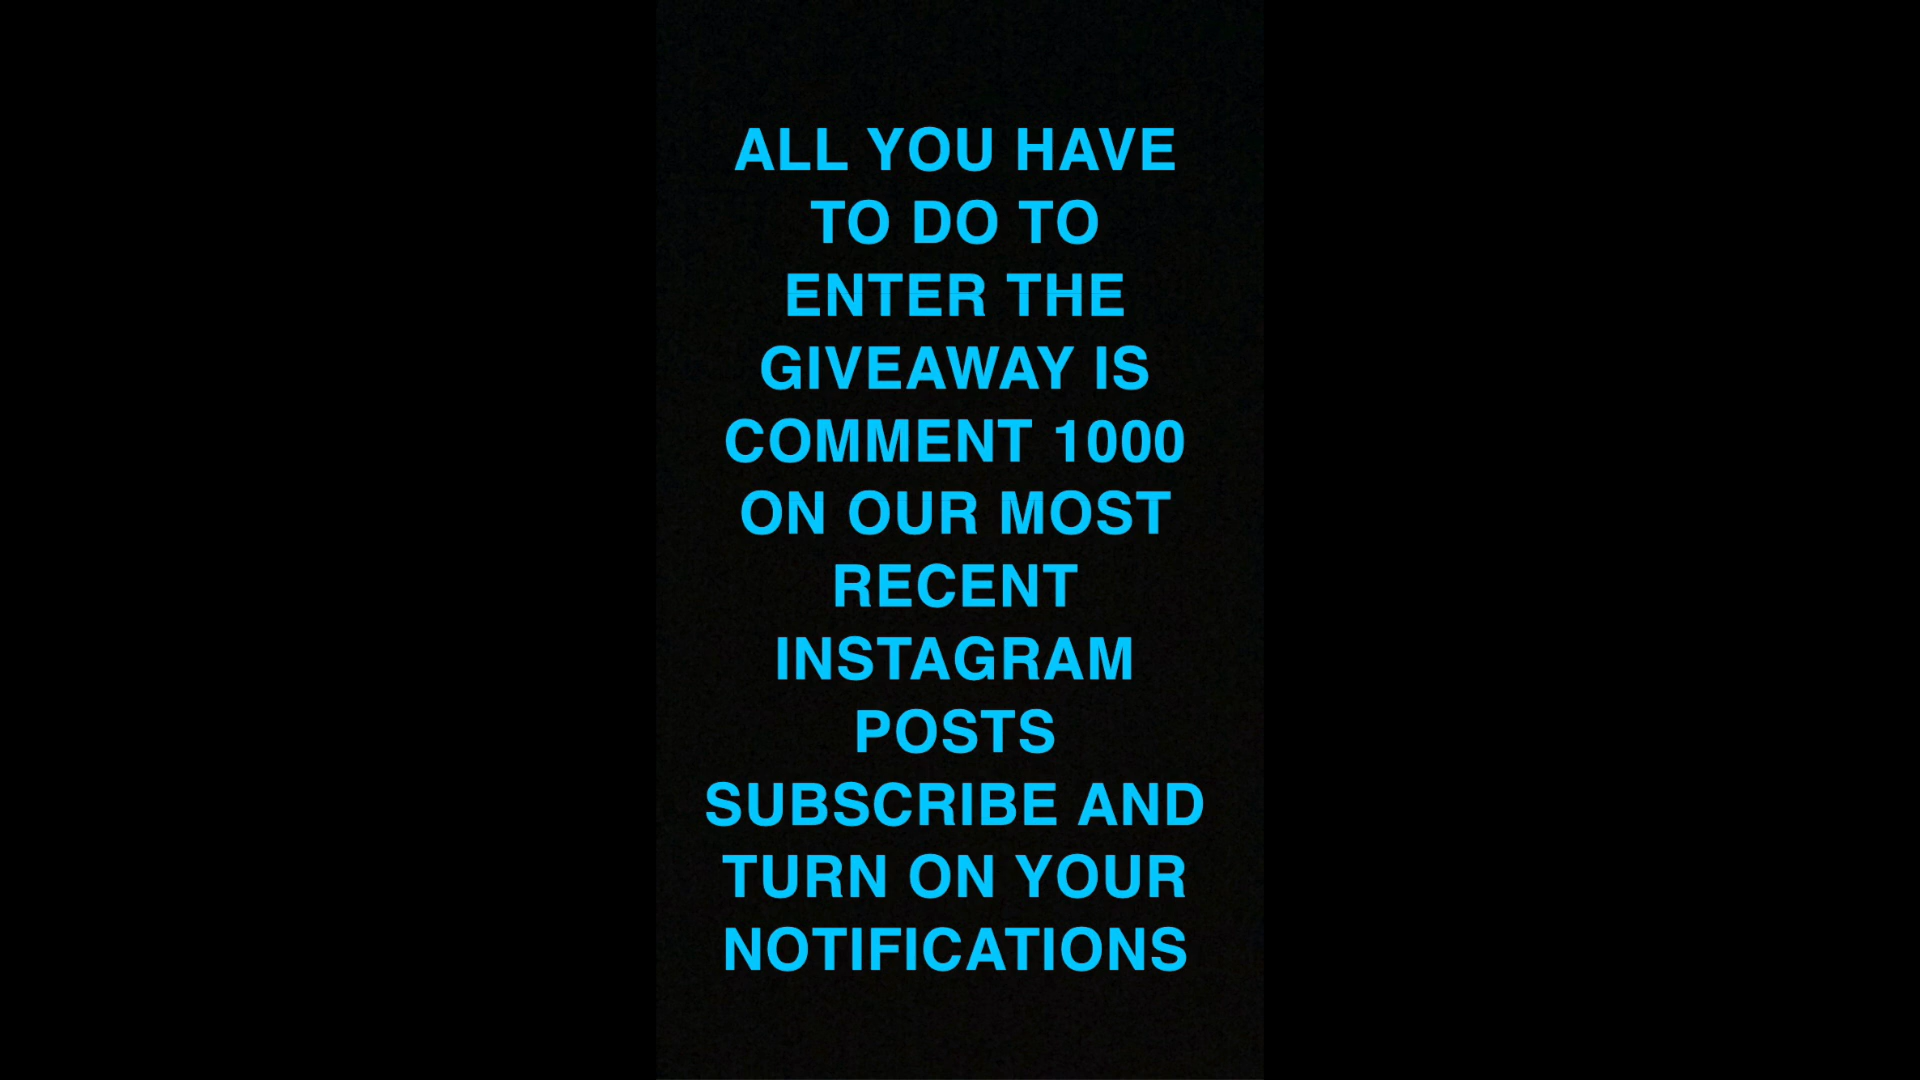 ALL YOU HAVE
TO DO TO
ENTER THE
GIVEAWAY IS
COMMENT 1000
ON OUR MOST
RECENT
INSTAGRAM
POSTS
SUBSCRIBE AND
TURN ON YOUR
NOTIFICATIONS